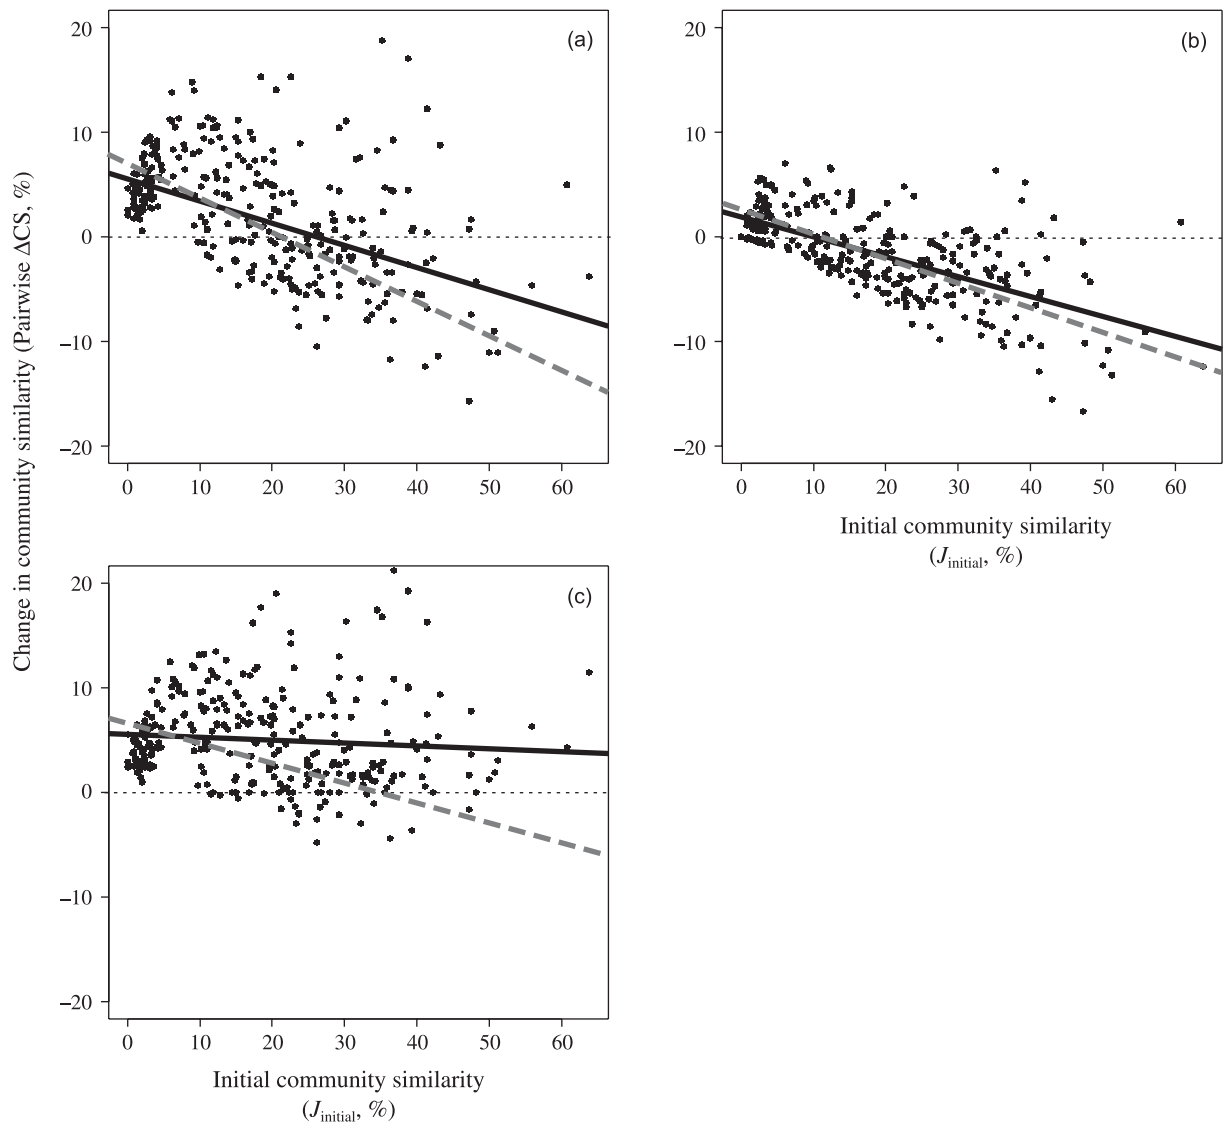 Change in community similarity (Pairwise ΔCS, %)
(a)
20
10
0
–10
–20
0 10 20 30 40 50 60
(b)
20
10
0
–10
–20
0 10 20 30 40 50 60
Initial community similarity
(Jinitial, %)
(c)
20
10
0
–10
–20
0 10 20 30 40 50 60
Initial community similarity
(Jinitial, %)